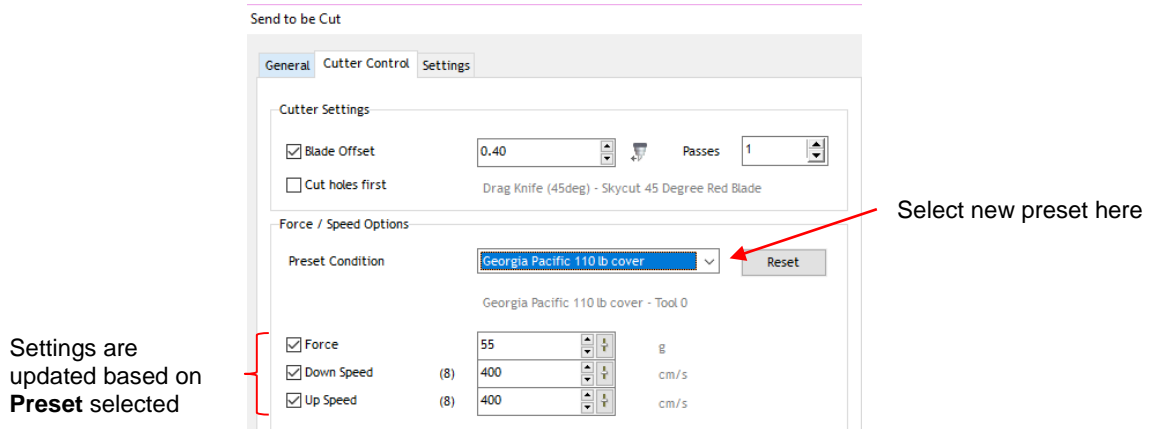 Send to be Cut
General Cutter Control Settings
Cutter Settings
Blade Offset 0.40 Passes 1
Cut holes first Drag Knife (45deg) - Skycut 45 Degree Red Blade
Select new preset here
Force / Speed Options
Preset Condition Georgia Pacific 110 lb cover Reset
Georgia Pacific 110 lb cover - Tool 0
Settings are
updated based on
Preset selected
Force 55 g
Down Speed (8) 400 cm/s
Up Speed (8) 400 cm/s